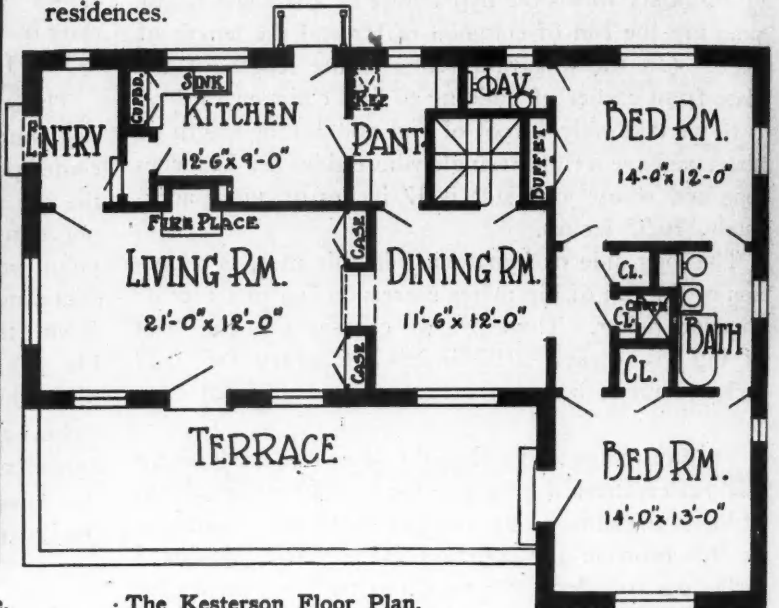 residences.
CUPBD.
SINK
KITCHEN
12'-6" x 9'-0"
REF.
PANT.
LAV.
BUFFET
BED RM.
14'-0" x 12'-0"
PL
NTRY
FIRE PLACE
LIVING RM.
21'-0" x 12'-0"
CASE
CASE
DINING RM.
11'-6" x 12'-0"
CL.
CL.
CL.
BATH
TERRACE
BED RM.
14'-0" x 13'-0"
The Kesterson Floor Plan.